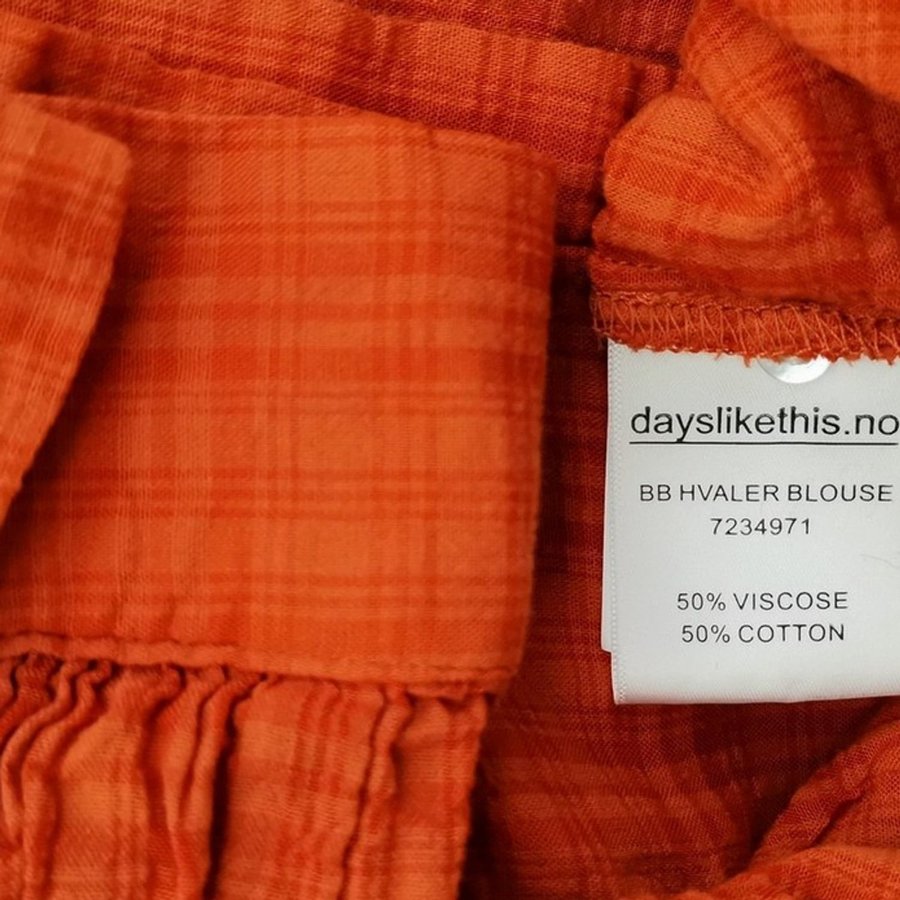 dayslikethis.no
BB HVALER BLOUSE
7234971
50% VISCOSE
50% COTTON